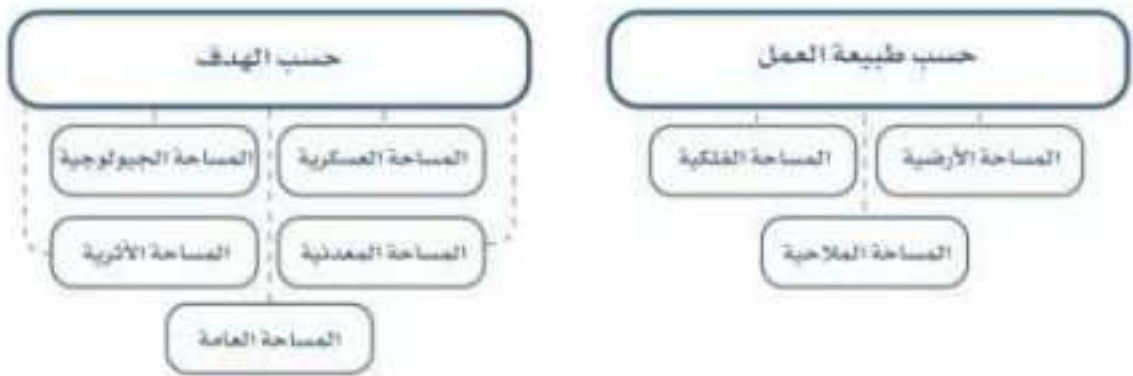 حسب طبيعة العمل
المساحة الأرضية
المساحة الفلكية
المساحة الملاحية
حسب الهدف
المساحة العسكرية
المساحة الجيولوجية
المساحة المعدنية
المساحة الأثرية
المساحة العامة